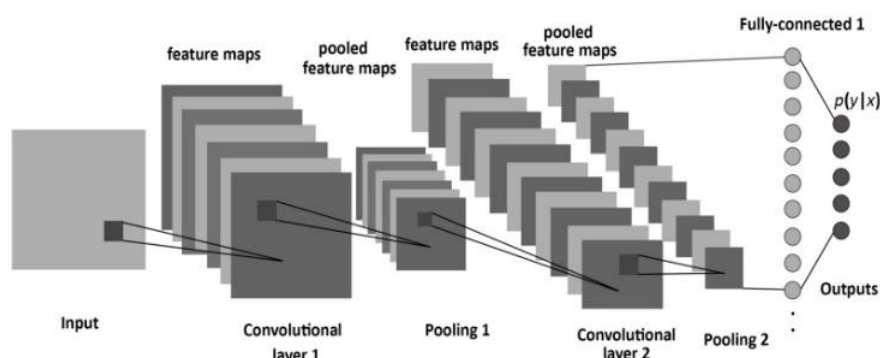 Fully-connected 1
feature maps
pooled
feature maps
feature maps
pooled
feature maps
p(y|x)
Input
Convolutional
layer 1
Pooling 1
Convolutional
layer 2
Pooling 2
Outputs